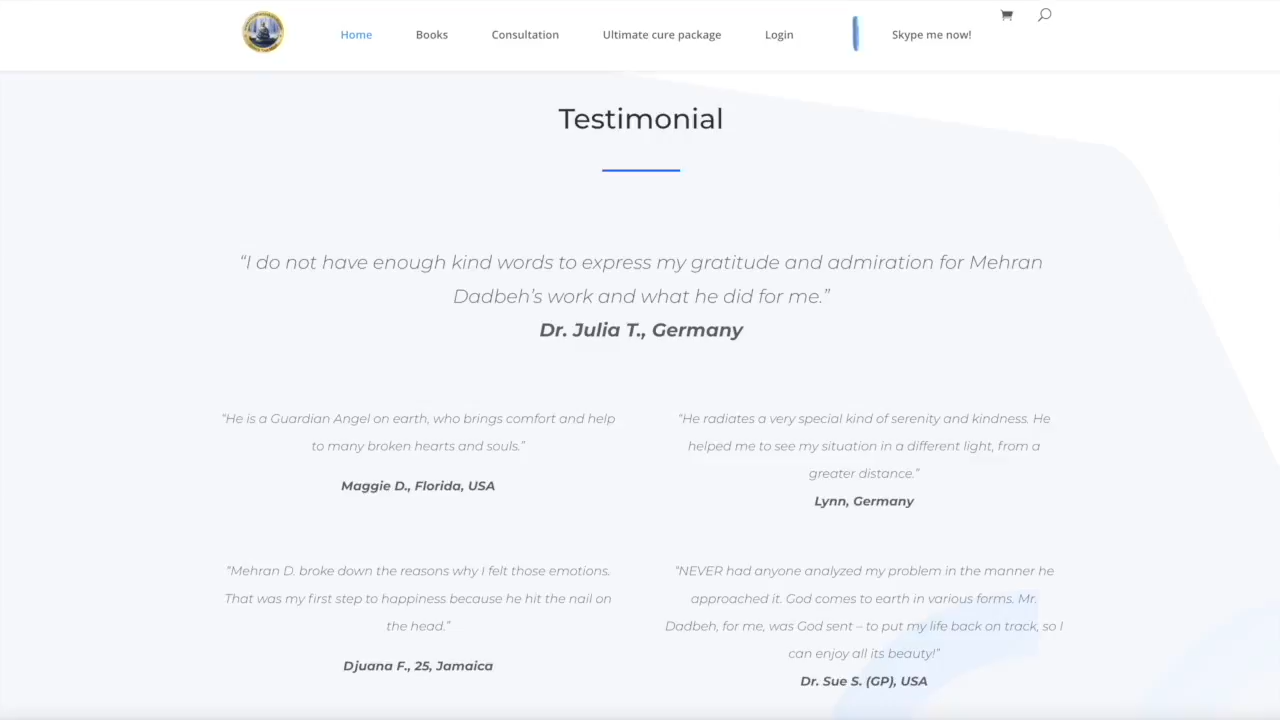 Home Books Consultation Ultimate cure package Login Skype me now!
Testimonial
“I do not have enough kind words to express my gratitude and admiration for Mehran
Dadbeh’s work and what he did for me.”
Dr. Julia T., Germany
“He is a Guardian Angel on earth, who brings comfort and help
to many broken hearts and souls.”
Maggie D., Florida, USA
“He radiates a very special kind of serenity and kindness. He
helped me to see my situation in a different light, from a
greater distance.”
Lynn, Germany
“Mehran D. broke down the reasons why I felt those emotions.
That was my first step to happiness because he hit the nail on
the head.”
Djuana F., 25, Jamaica
“NEVER had anyone analyzed my problem in the manner he
approached it. God comes to earth in various forms. Mr.
Dadbeh, for me, was God sent – to put my life back on track, so I
can enjoy all its beauty!”
Dr. Sue S. (GP), USA